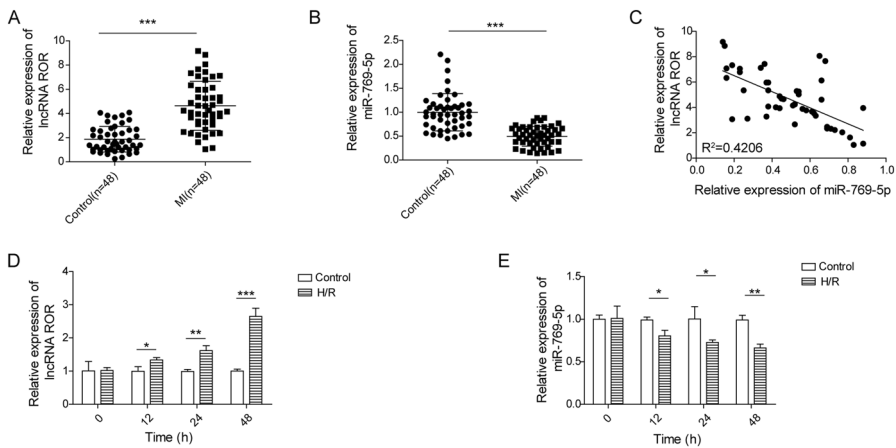 A
Relative expression of
lncRNA ROR
10
8
6
4
2
0
***
Control(n=48)
MI(n=48)
B
Relative expression of
miR-769-5p
2.5
2.0
1.5
1.0
0.5
0.0
***
Control(n=48)
MI(n=48)
C
Relative expression of
lncRNA ROR
10
8
6
4
2
0
R²=0.4206
0.0
0.2
0.4
0.6
0.8
1.0
Relative expression of miR-769-5p
D
Relative expression of
lncRNA ROR
4
3
2
1
0
*
**
***
Control
H/R
0
12
24
48
Time (h)
E
Relative expression of
miR-769-5p
1.5
1.0
0.5
0.0
*
*
**
Control
H/R
0
12
24
48
Time (h)